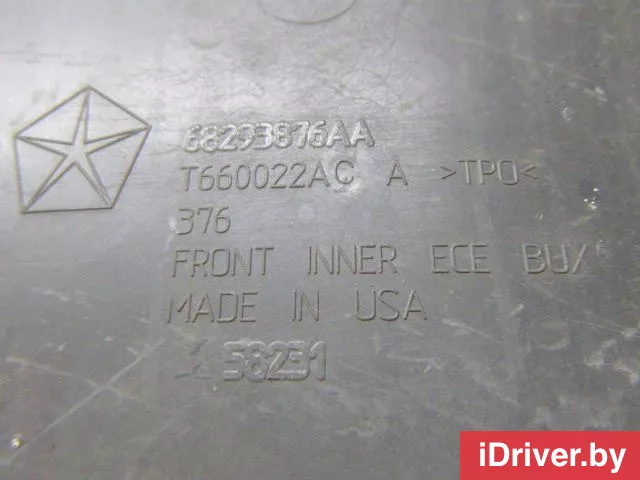 68293876AA
T660022AC A >TPO<
376
FRONT INNER ECE BUX
MADE IN USA
58231
iDriver.by